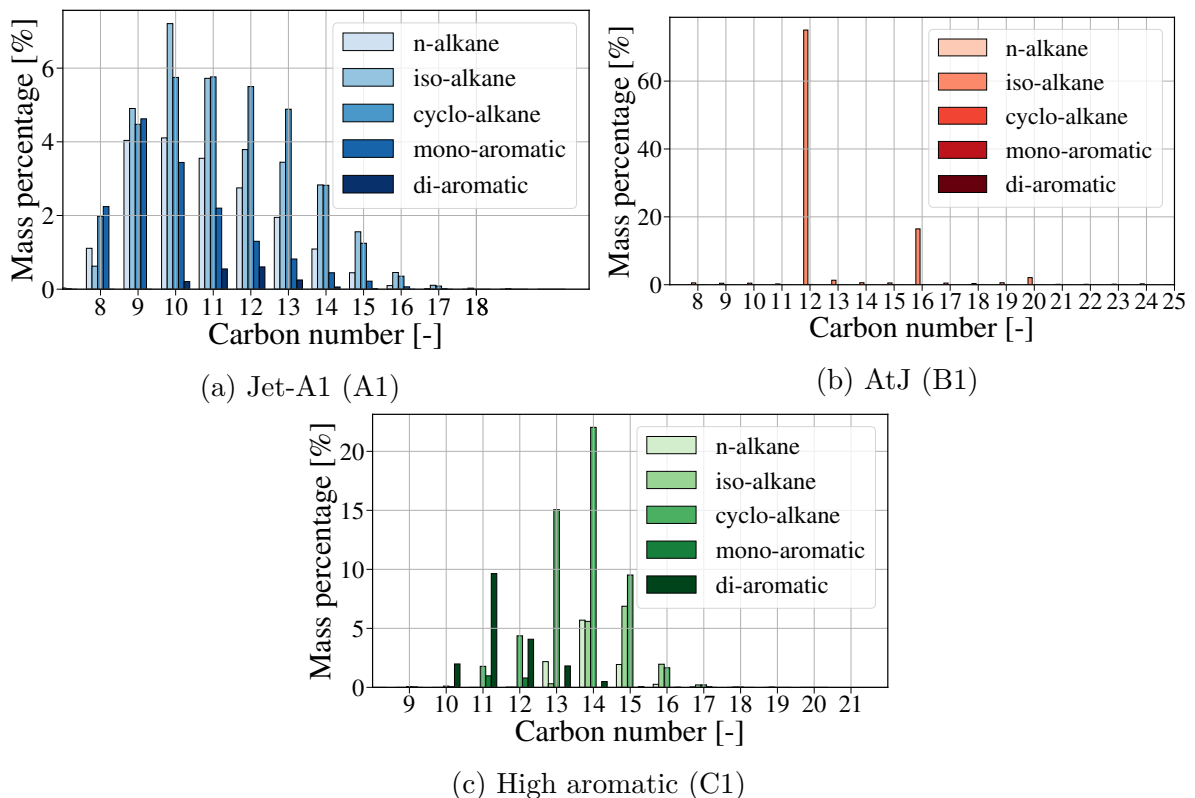 Mass percentage [%]
6
4
2
0
8 9 10 11 12 13 14 15 16 17 18
Carbon number [-]
n-alkane
iso-alkane
cyclo-alkane
mono-aromatic
di-aromatic
(a) Jet-A1 (A1)
Mass percentage [%]
60
40
20
0
8 9 10 11 12 13 14 15 16 17 18 19 20 21 22 23 24 25
Carbon number [-]
n-alkane
iso-alkane
cyclo-alkane
mono-aromatic
di-aromatic
(b) AtJ (B1)
Mass percentage [%]
20
15
10
5
0
9 10 11 12 13 14 15 16 17 18 19 20 21
Carbon number [-]
n-alkane
iso-alkane
cyclo-alkane
mono-aromatic
di-aromatic
(c) High aromatic (C1)